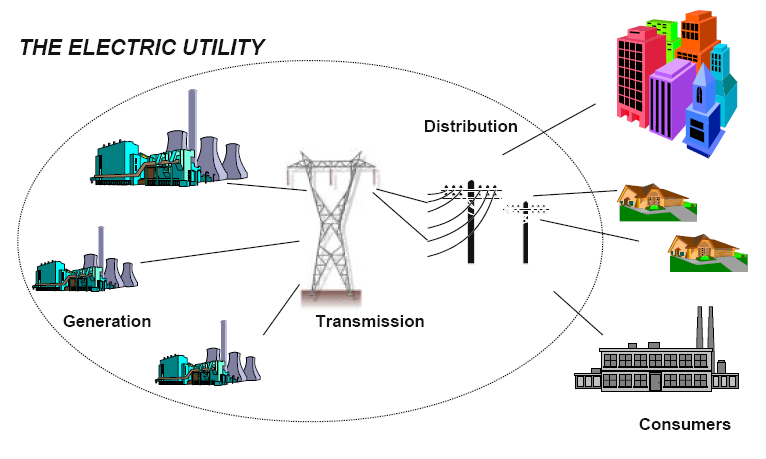 THE ELECTRIC UTILITY
Distribution
Generation
Transmission
Consumers